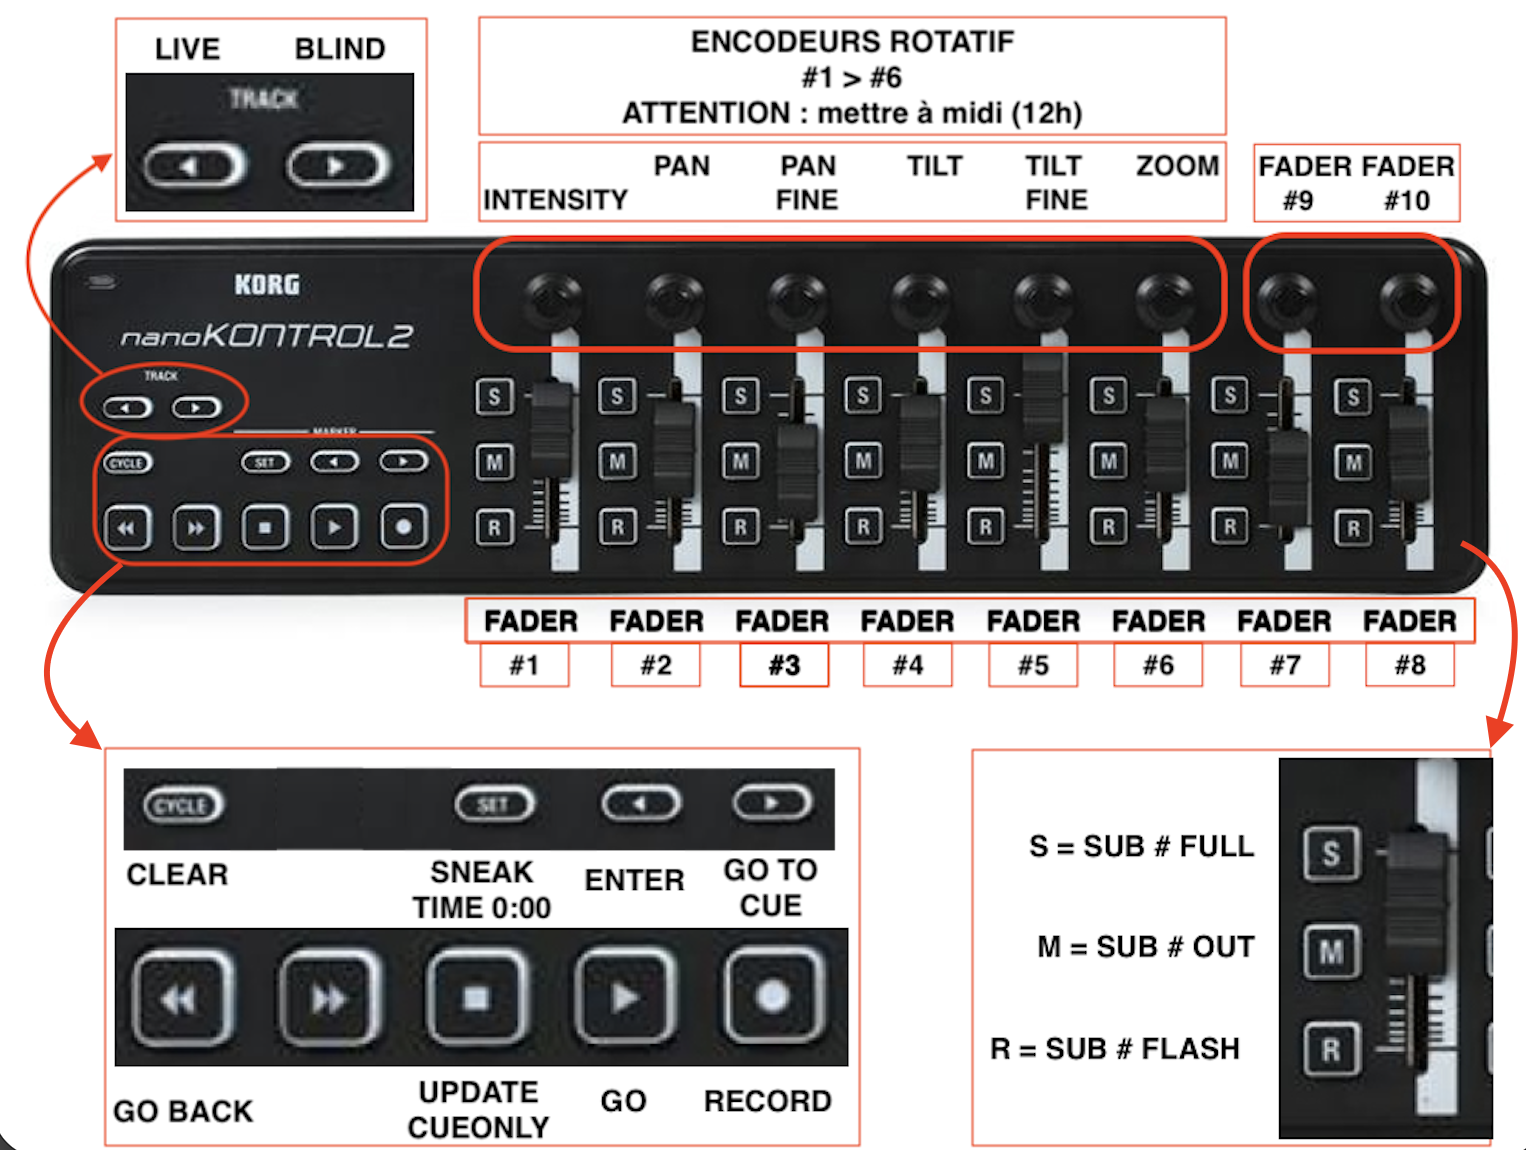 LIVE BLIND
TRACK
ENCODEURS ROTATIF
#1 > #6
ATTENTION : mettre à midi (12h)
INTENSITY
PAN
PAN
FINE
TILT
TILT
FINE
ZOOM
FADER FADER
#9 #10
KORG
nanoKONTROL2
TRACK
MARKER
CYCLE SET
S S S S S S S S
M M M M M M M M
R R R R R R R R
FADER FADER FADER FADER FADER FADER FADER FADER
#1 #2 #3 #4 #5 #6 #7 #8
CYCLE SET
CLEAR
SNEAK
TIME 0:00
ENTER
GO TO
CUE
GO BACK
UPDATE
CUEONLY
GO
RECORD
S = SUB # FULL
S
M = SUB # OUT
M
R = SUB # FLASH
R